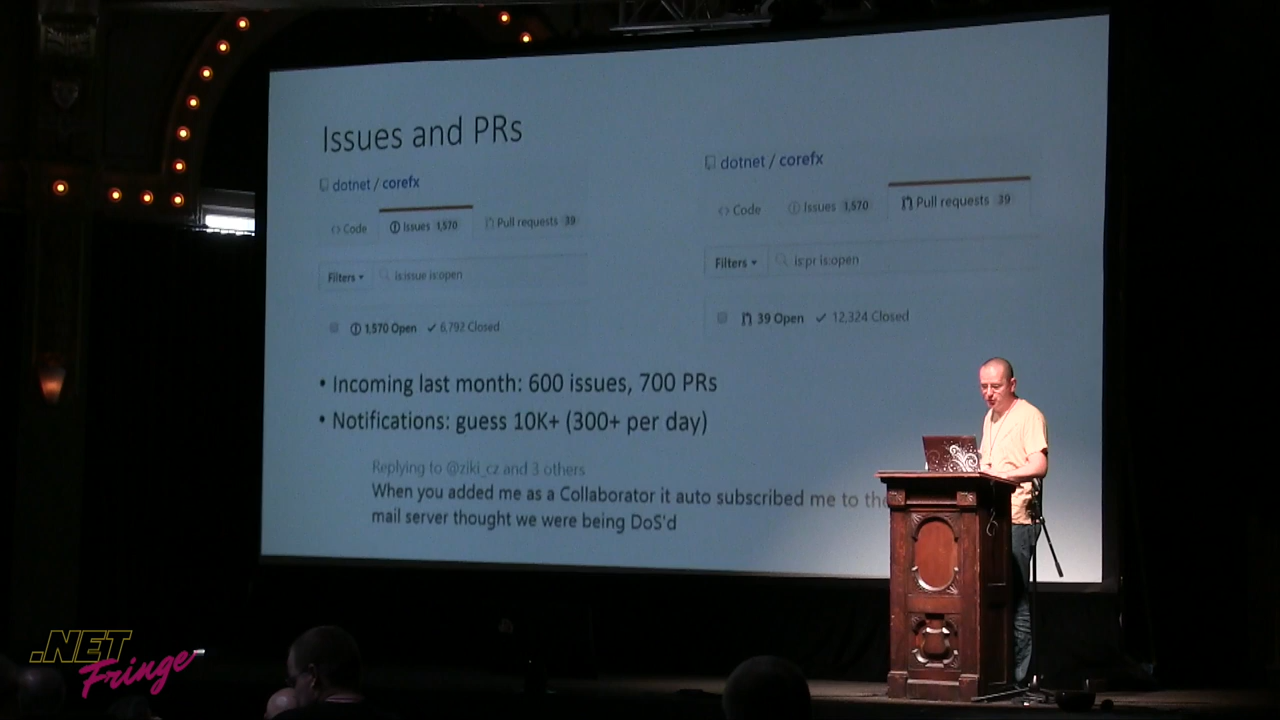 Issues and PRs
dotnet / corefx
<> Code Issues 1,570 Pull requests 39
Filters is:issue is:open
1,570 Open ✓ 6,792 Closed
dotnet / corefx
<> Code Issues 1,570 Pull requests 39
Filters is:pr is:open
39 Open ✓ 12,324 Closed
• Incoming last month: 600 issues, 700 PRs
• Notifications: guess 10K+ (300+ per day)
Replying to @ziki_cz and 3 others
When you added me as a Collaborator it auto subscribed me to the
mail server thought we were being DoS'd
.NET
Fringe